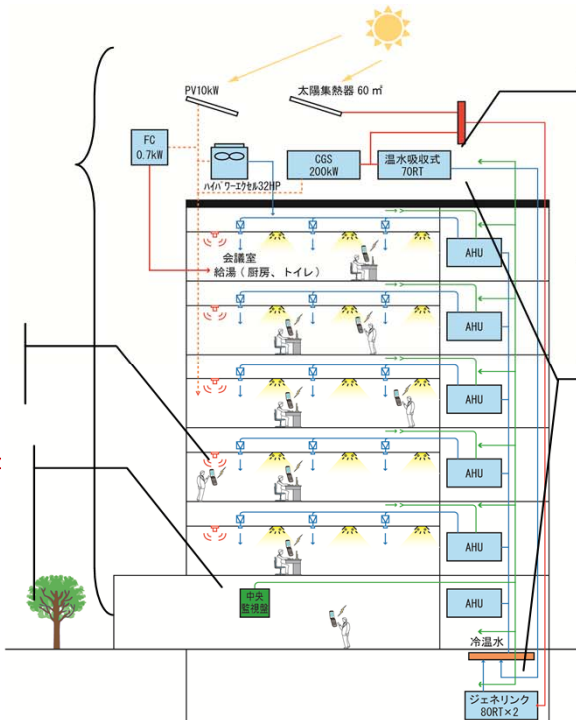 PV10kW
太陽集熱器 60 ㎡
FC
0.7kW
CGS
200kW
温水吸収式
70RT
ﾊｲﾊﾟﾜｰｴｸｾﾙ32HP
会議室
給湯（厨房、トイレ）
AHU
AHU
AHU
AHU
AHU
中央
監視盤
AHU
冷温水
ジェネリンク
80RT×2